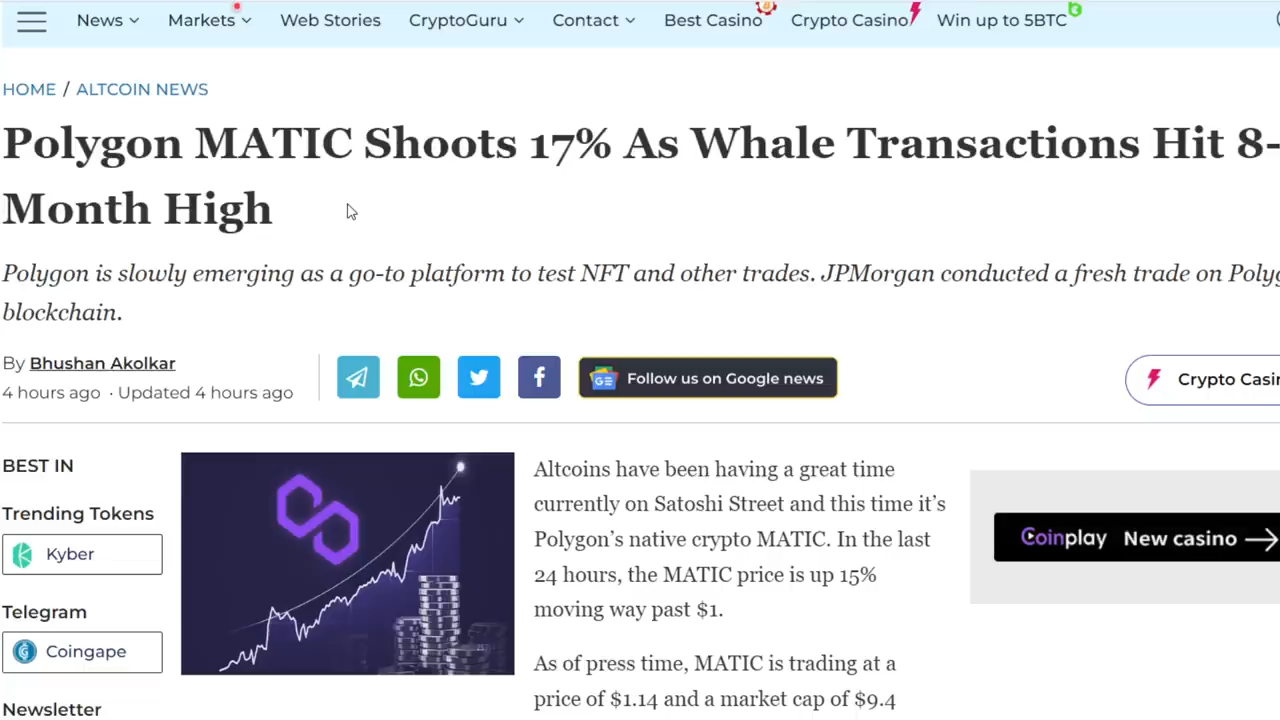 News Markets Web Stories CryptoGuru Contact Best Casino Crypto Casino Win up to 5BTC
HOME / ALTCOIN NEWS
Polygon MATIC Shoots 17% As Whale Transactions Hit 8-
Month High
Polygon is slowly emerging as a go-to platform to test NFT and other trades. JPMorgan conducted a fresh trade on
blockchain.
By Bhushan Akolkar
4 hours ago · Updated 4 hours ago
Follow us on Google news
Crypto
BEST IN
Trending Tokens
Kyber
Telegram
Coingape
Newsletter
Altcoins have been having a great time
currently on Satoshi Street and this time it’s
Polygon’s native crypto MATIC. In the last
24 hours, the MATIC price is up 15%
moving way past $1.
As of press time, MATIC is trading at a
price of $1.14 and a market cap of $9.4
Coinplay New casino